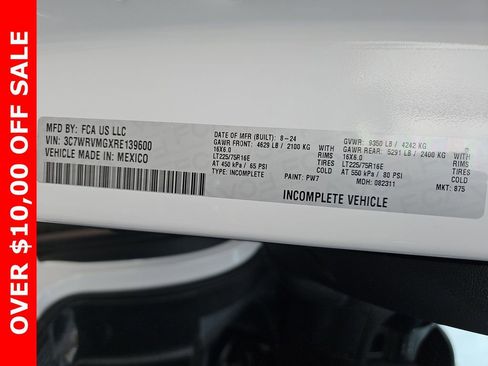 OVER $10,00 OFF SALE
MFD BY: FCA US LLC
VIN: 3C7WRVMGXRE139600
VEHICLE MADE IN: MEXICO
DATE OF MFR (BUILT): 8-24
GAWR FRONT: 4629 LB / 2100 KG WITH
16X6.0 RIMS
LT225/75R16E TIRES
AT 450 kPa / 65 PSI COLD
TYPE: INCOMPLETE
PAINT: PW7
GVWR: 9350 LB / 4242 KG
GAWR REAR: 5291 LB / 2400 KG WITH
16X6.0 RIMS
LT225/75R16E TIRES
AT 550 kPa / 80 PSI COLD
MDH: 082311
MKT: 875
INCOMPLETE VEHICLE